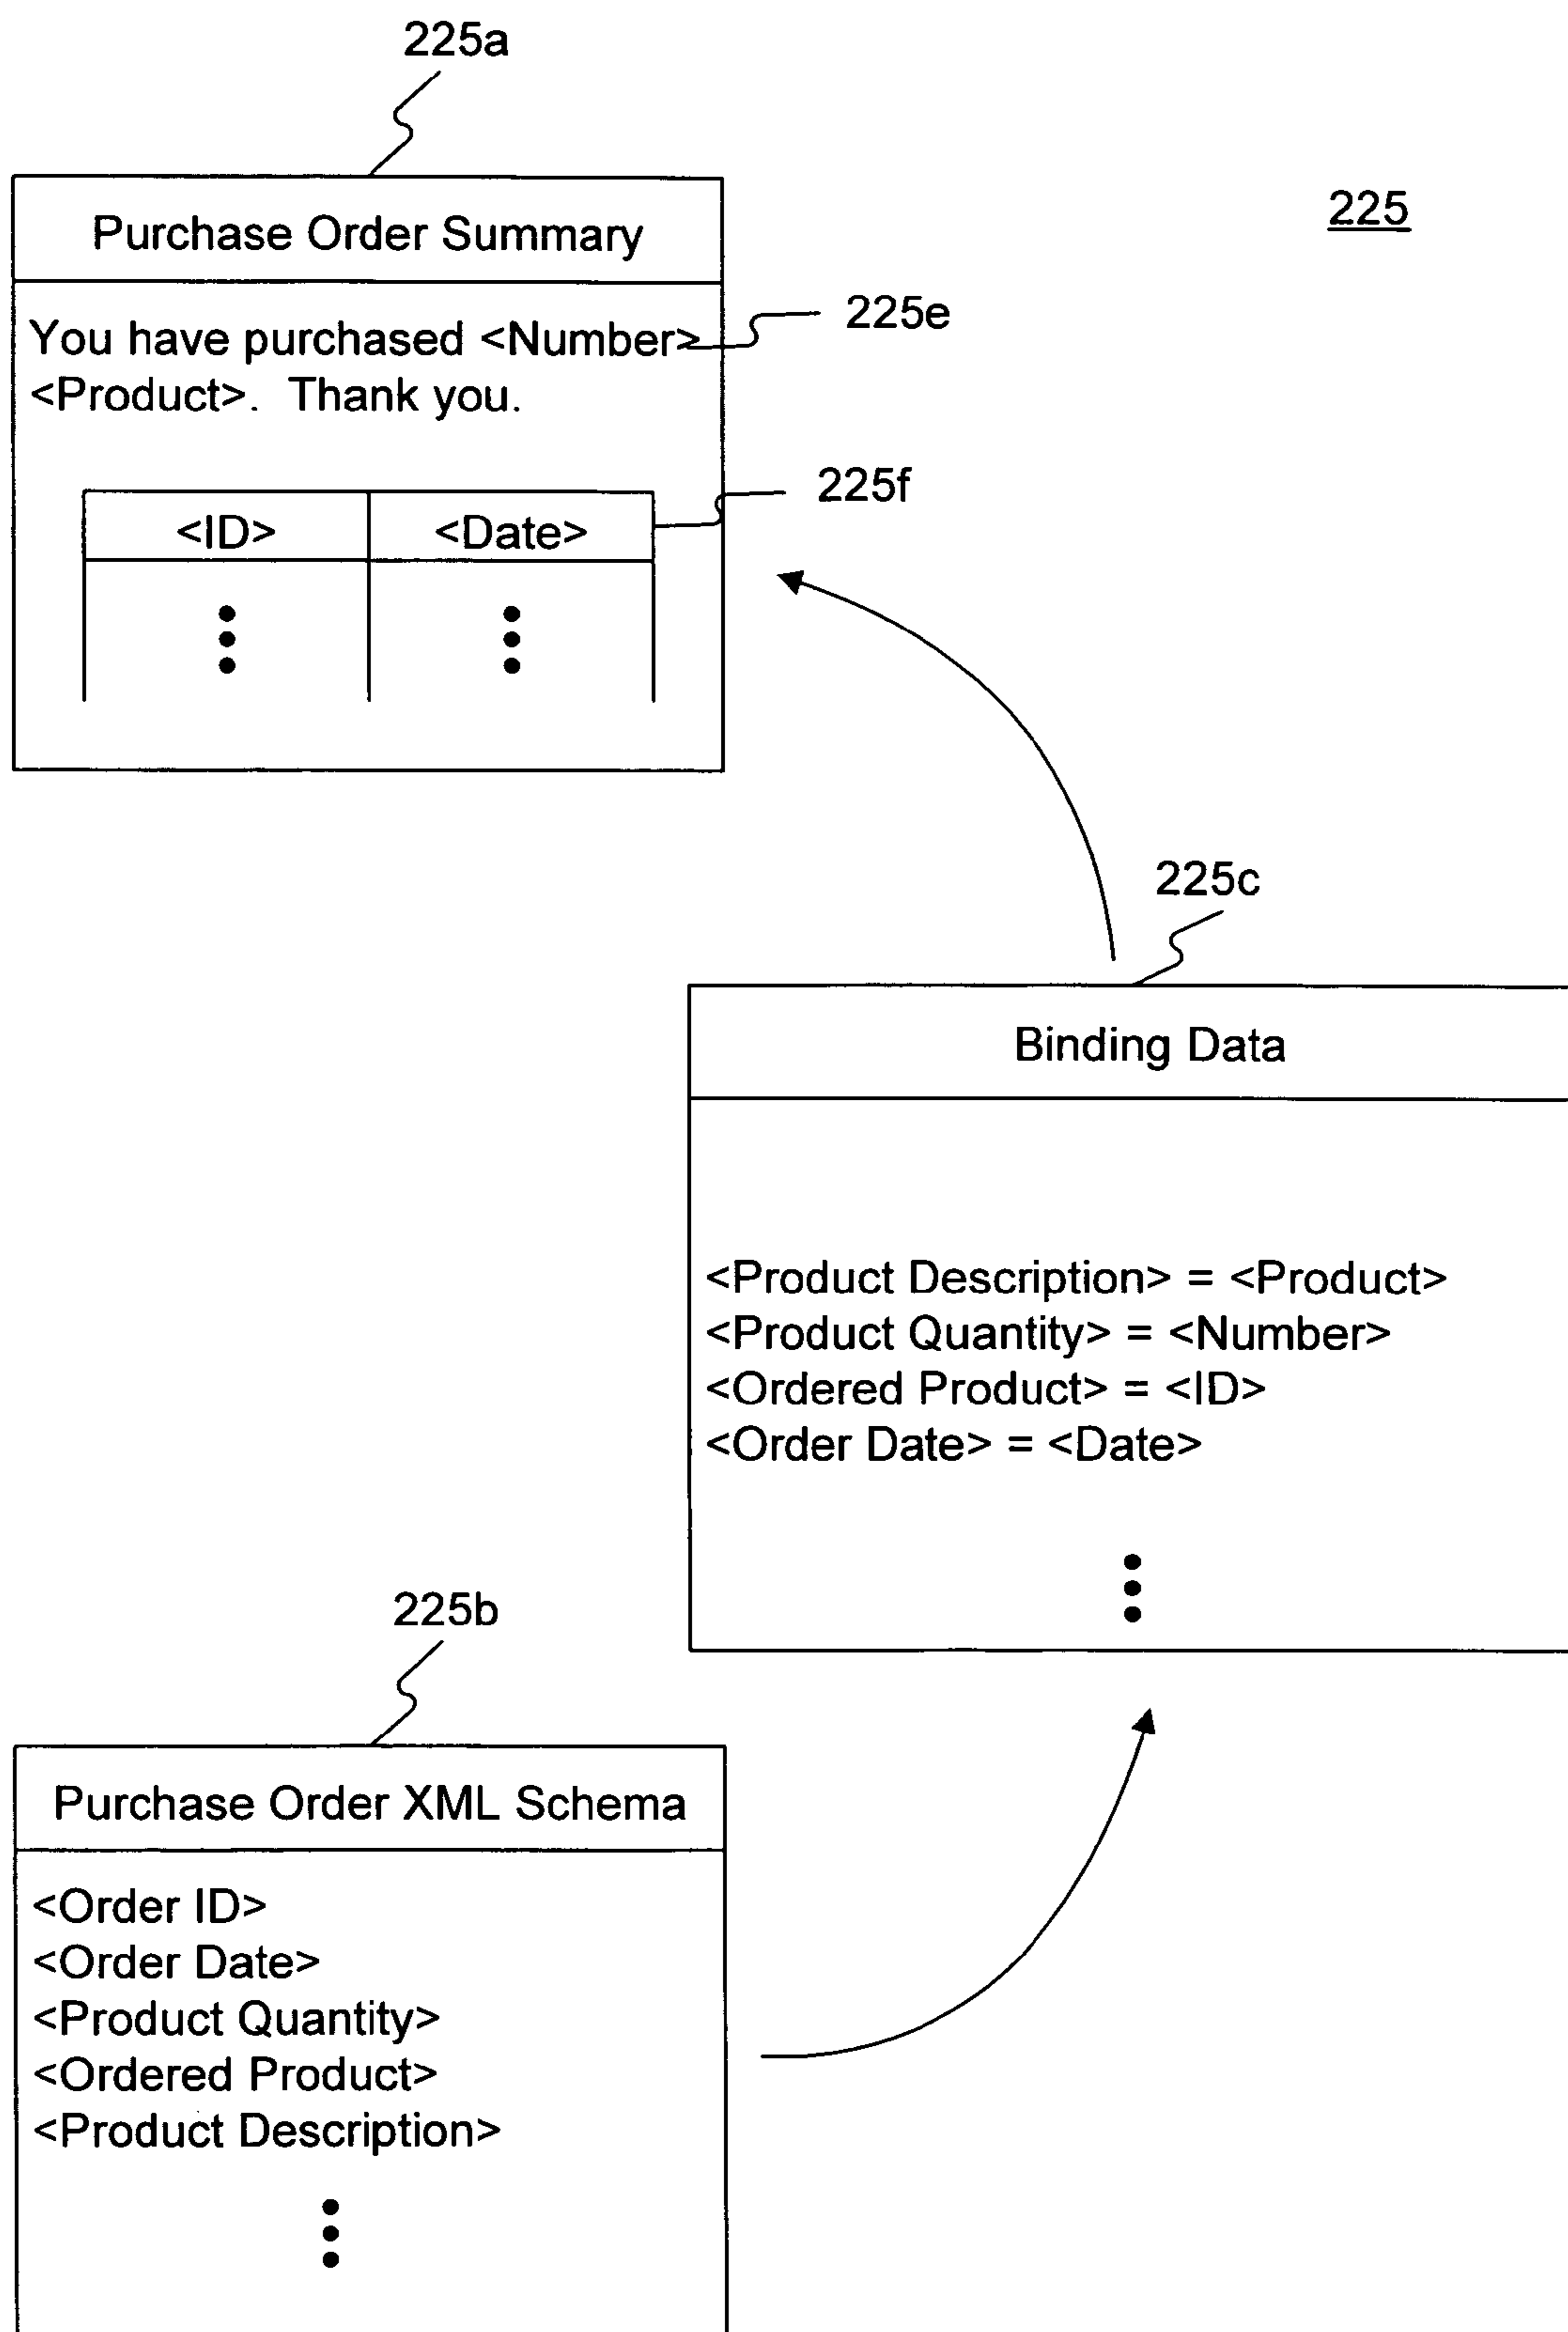 225a
225
Purchase Order Summary
You have purchased <Number>
<Product>. Thank you.
225e
225f
<ID> <Date>
225c
Binding Data
<Product Description> = <Product>
<Product Quantity> = <Number>
<Ordered Product> = <ID>
<Order Date> = <Date>
225b
Purchase Order XML Schema
<Order ID>
<Order Date>
<Product Quantity>
<Ordered Product>
<Product Description>